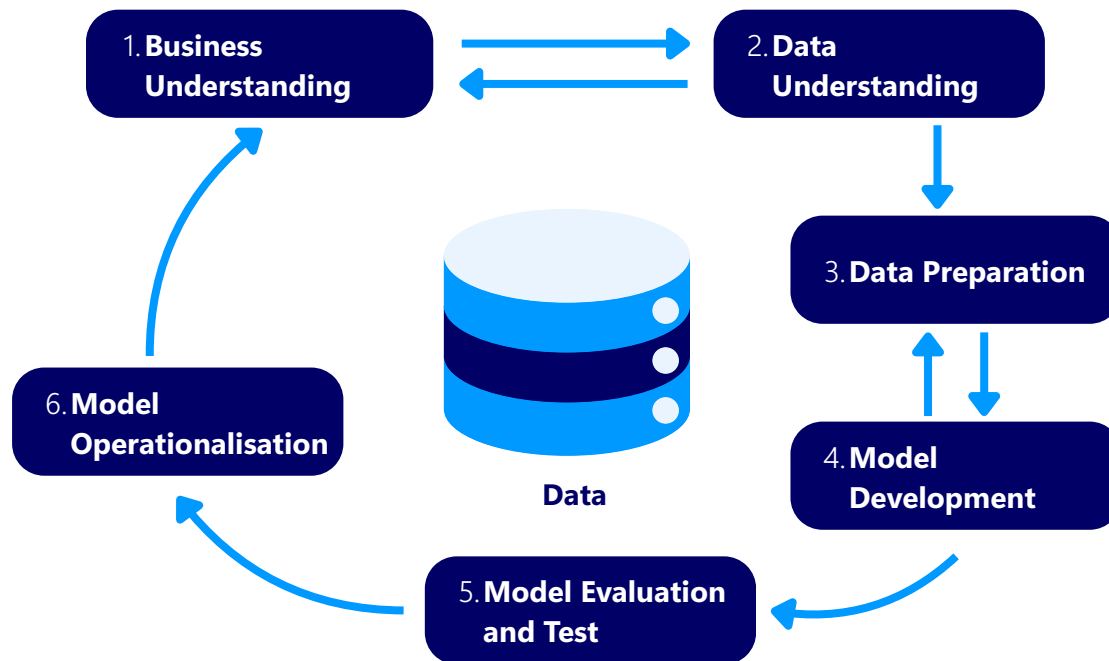 1. Business
Understanding
2. Data
Understanding
3. Data Preparation
4. Model
Development
5. Model Evaluation
and Test
6. Model
Operationalisation
Data